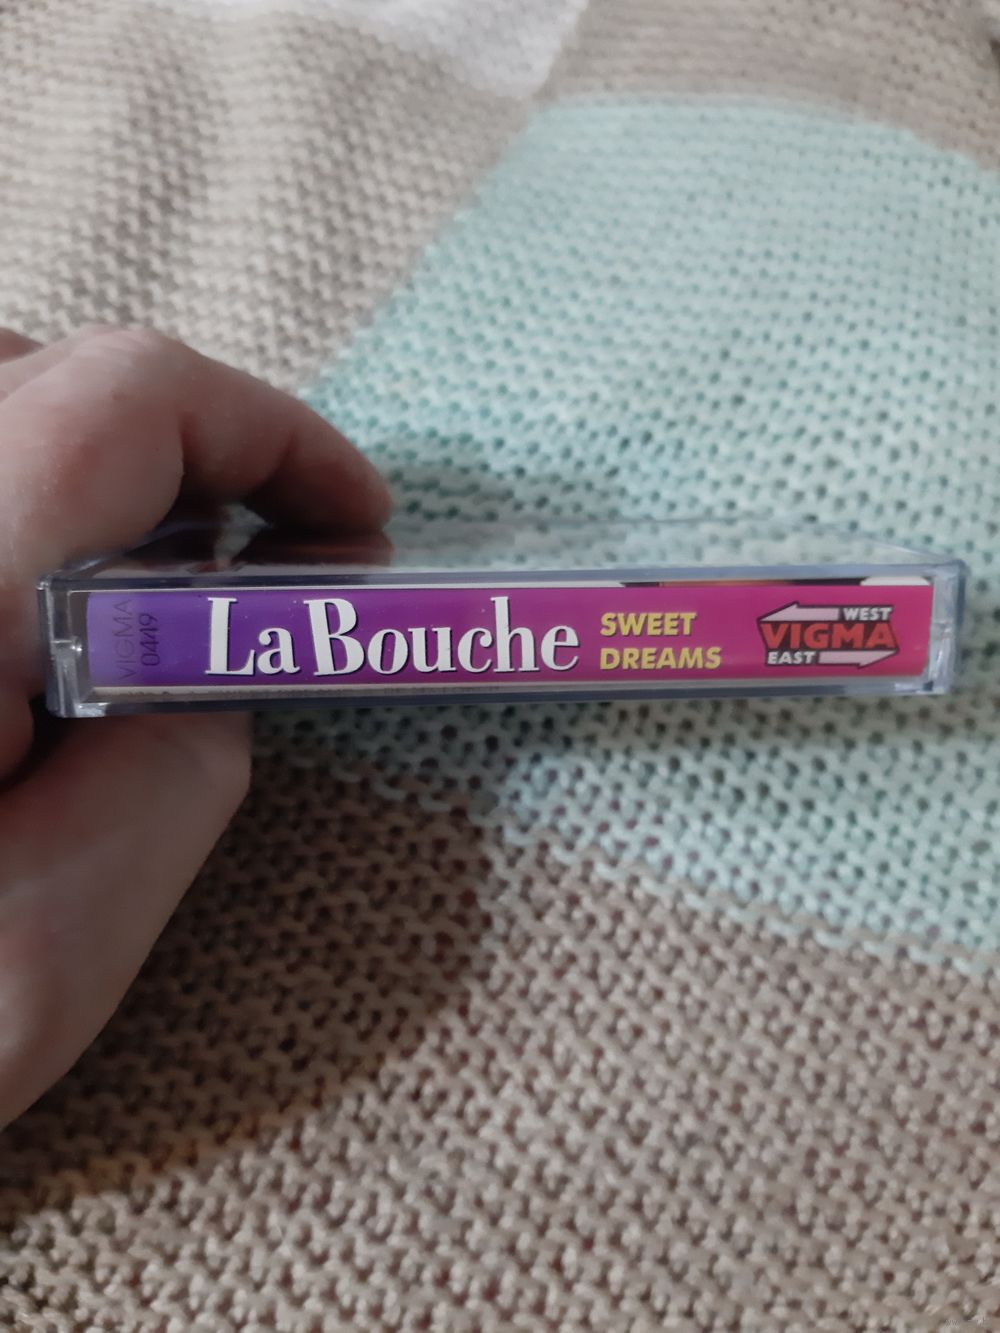 VIGMA
0449
La Bouche
SWEET
DREAMS
WEST
VIGMA
EAST